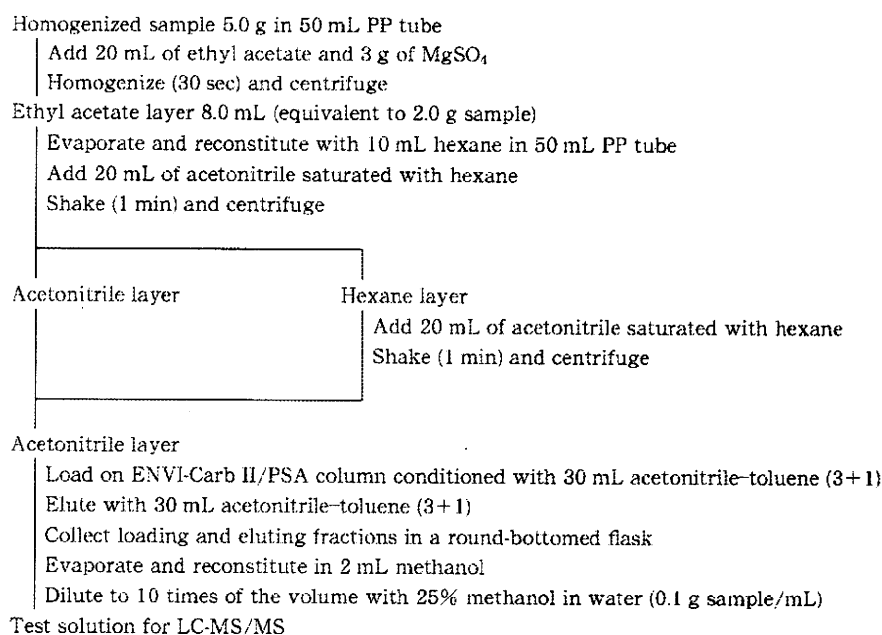 Homogenized sample 5.0 g in 50 mL PP tube
Add 20 mL of ethyl acetate and 3 g of MgSO₄
Homogenize (30 sec) and centrifuge
Ethyl acetate layer 8.0 mL (equivalent to 2.0 g sample)
Evaporate and reconstitute with 10 mL hexane in 50 mL PP tube
Add 20 mL of acetonitrile saturated with hexane
Shake (1 min) and centrifuge
Acetonitrile layer
Hexane layer
Add 20 mL of acetonitrile saturated with hexane
Shake (1 min) and centrifuge
Acetonitrile layer
Load on ENVI-Carb II/PSA column conditioned with 30 mL acetonitrile–toluene (3+1)
Elute with 30 mL acetonitrile–toluene (3+1)
Collect loading and eluting fractions in a round-bottomed flask
Evaporate and reconstitute in 2 mL methanol
Dilute to 10 times of the volume with 25% methanol in water (0.1 g sample/mL)
Test solution for LC-MS/MS